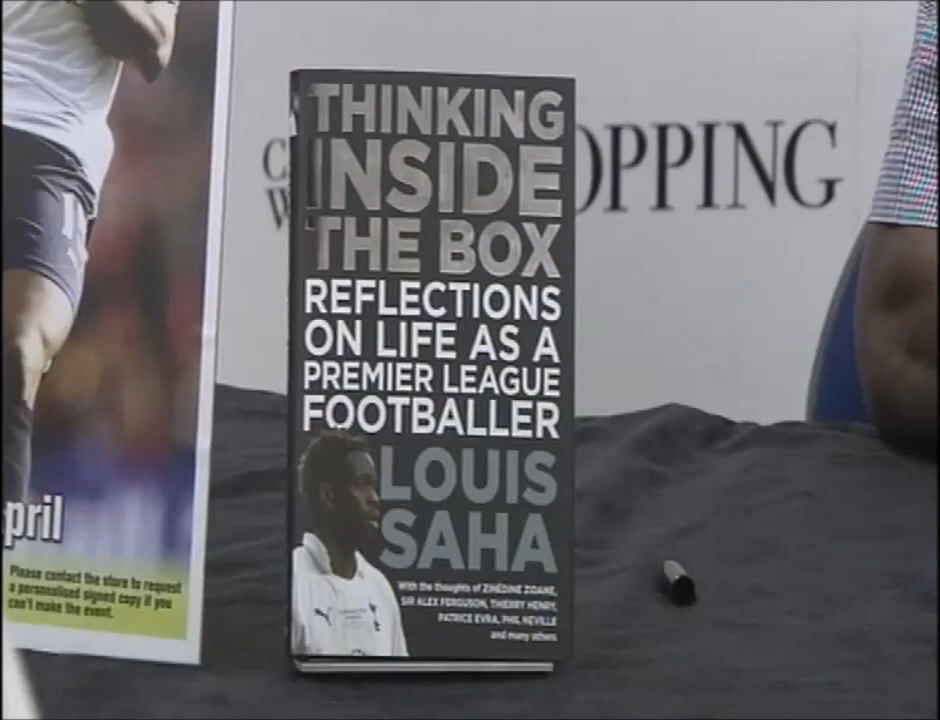 THINKING
INSIDE
THE BOX
REFLECTIONS
ON LIFE AS A
PREMIER LEAGUE
FOOTBALLER
LOUIS
SAHA
With the thoughts of ZINEDINE ZIDANE,
SIR ALEX FERGUSON, THIERRY HENRY,
PATRICE EVRA, PHIL NEVILLE
and many others
OPPING
C
W
pril
Please contact the store to request
a personalised signed copy if you
can't make the event.